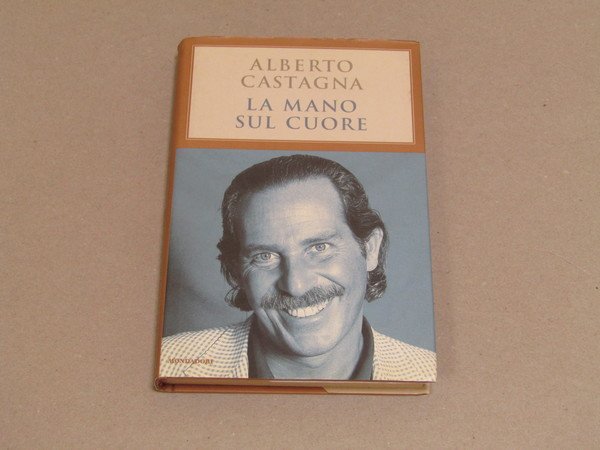 ALBERTO
CASTAGNA
LA MANO
SUL CUORE
MONDADORI